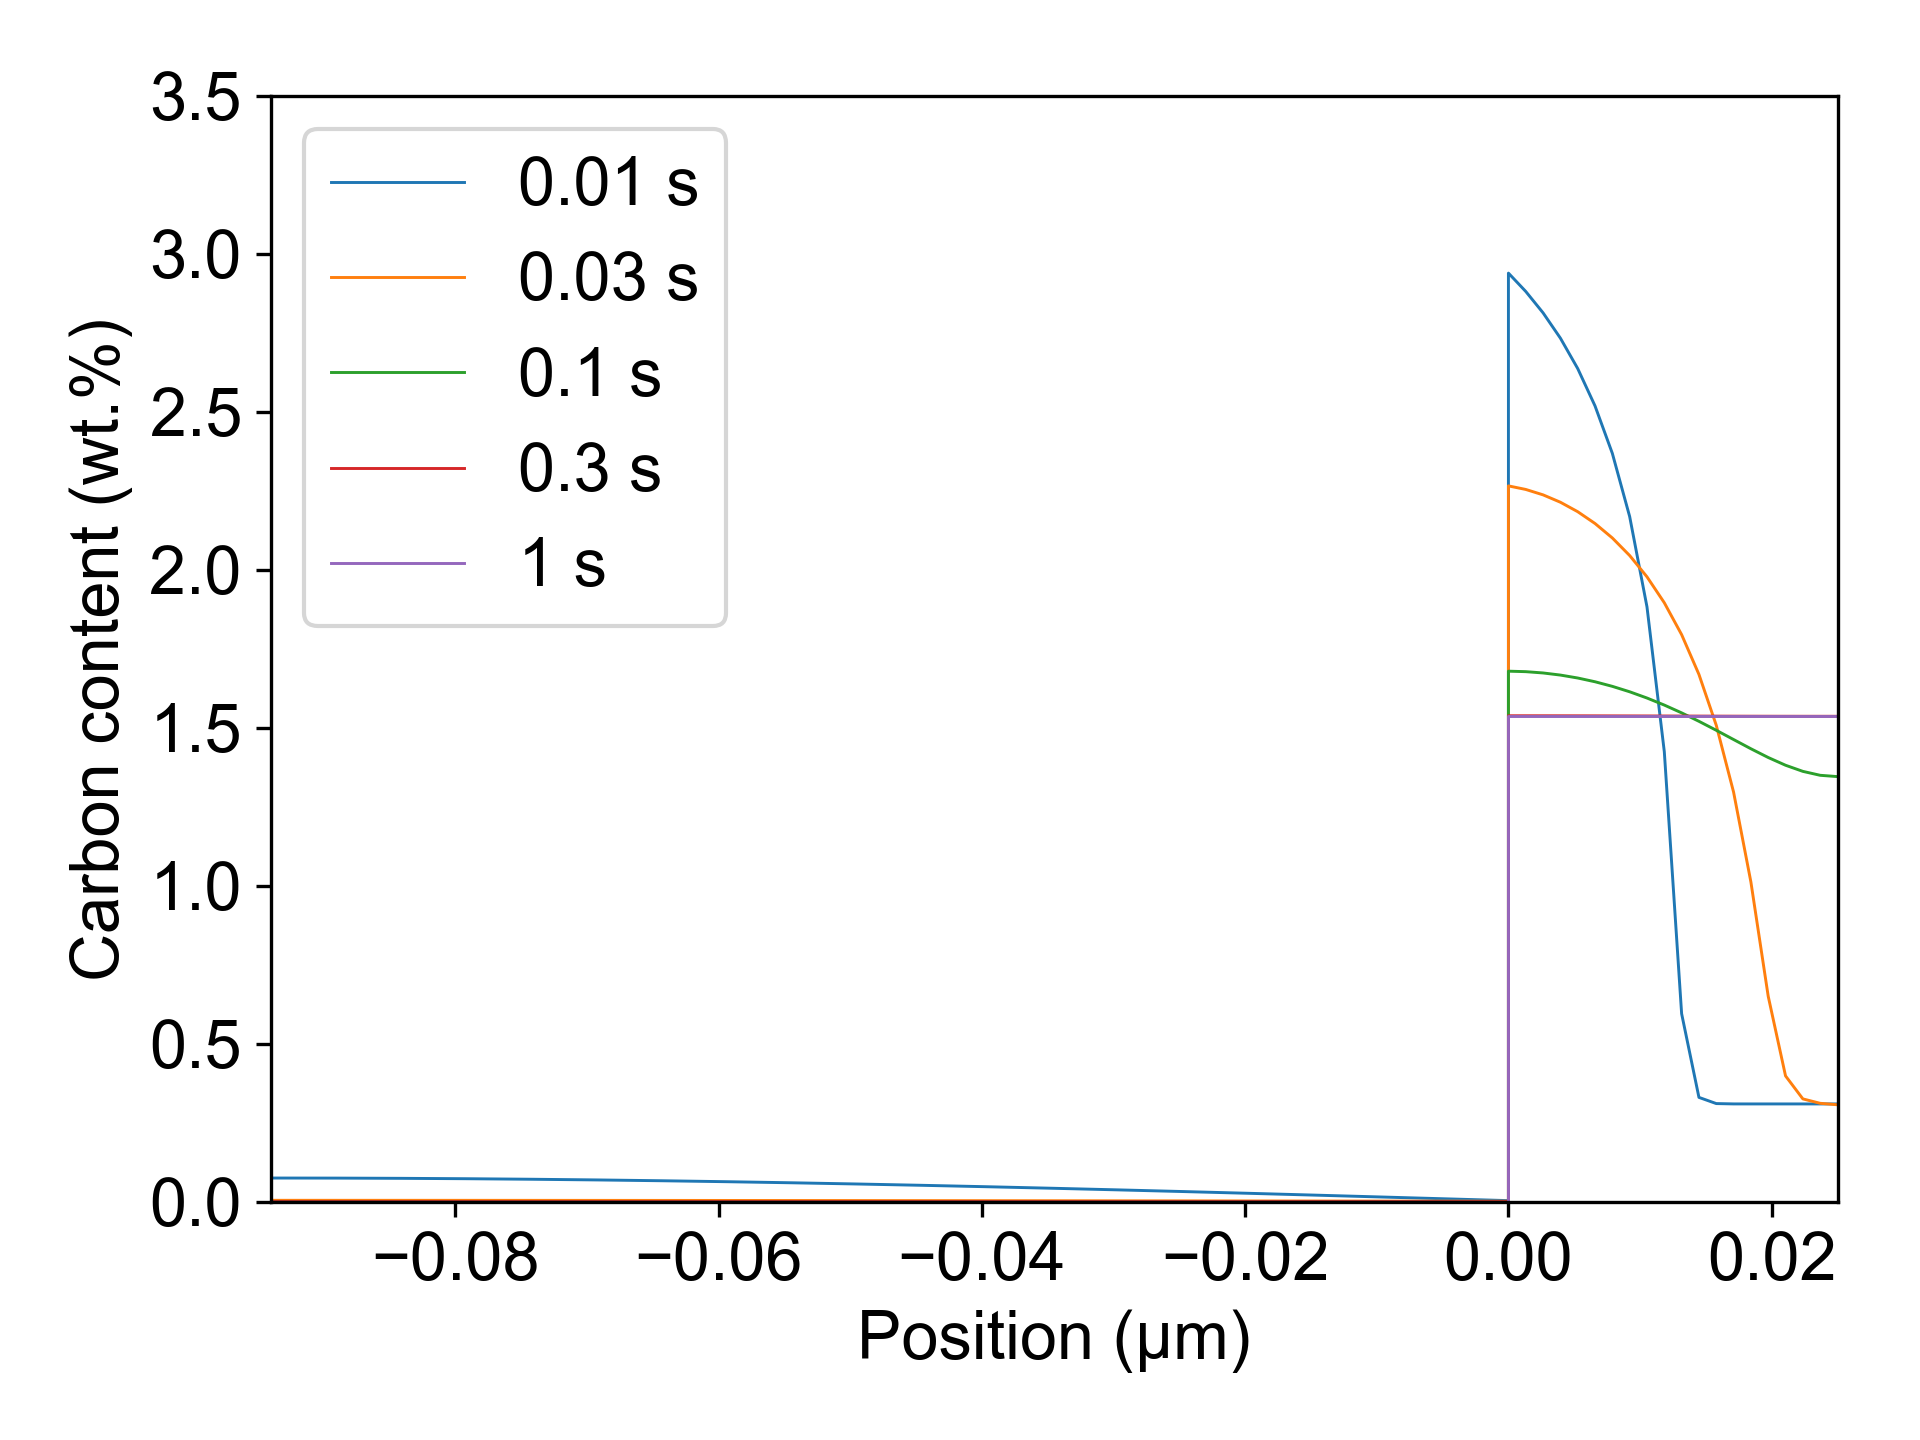 3.5
3.0
2.5
2.0
1.5
1.0
0.5
0.0
Carbon content (wt.%)
0.01 s
0.03 s
0.1 s
0.3 s
1 s
−0.08 −0.06 −0.04 −0.02 0.00 0.02
Position (µm)